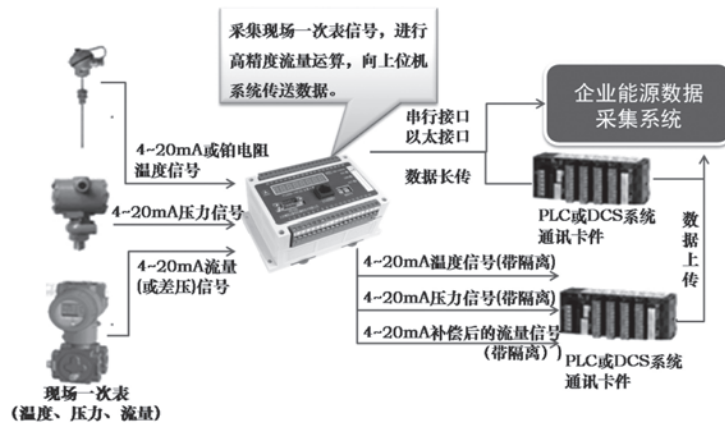 采集现场一次表信号，进行
高精度流量运算，向上位机
系统传送数据。
企业能源数据
采集系统
串行接口
以太接口
数据长传
4~20mA或铂电阻
温度信号
4~20mA压力信号
4~20mA流量
(或差压)信号
PLC或DCS系统
通讯卡件
数据上传
4~20mA温度信号(带隔离)
4~20mA压力信号(带隔离)
4~20mA补偿后的流量信号
(带隔离))
PLC或DCS系统
通讯卡件
现场一次表
(温度、压力、流量)